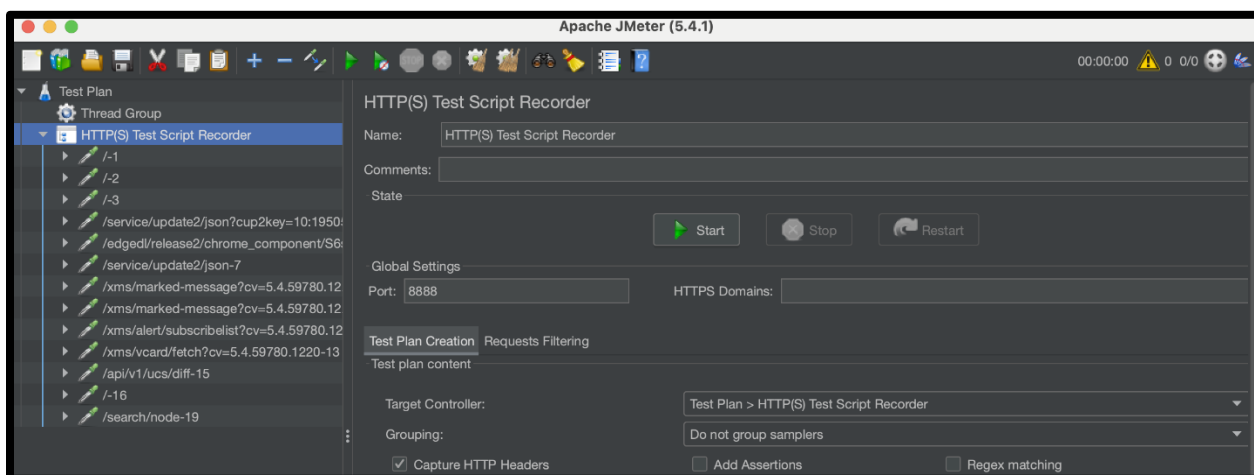 Apache JMeter (5.4.1)
STOP
00:00:00 0 0/0
Test Plan
Thread Group
HTTP(S) Test Script Recorder
/-1
/-2
/-3
/service/update2/json?cup2key=10:1950
/edgedl/release2/chrome_component/S6
/service/update2/json-7
/xms/marked-message?cv=5.4.59780.12
/xms/marked-message?cv=5.4.59780.12
/xms/alert/subscribelist?cv=5.4.59780.12
/xms/vcard/fetch?cv=5.4.59780.1220-13
/api/v1/ucs/diff-15
/-16
/search/node-19
HTTP(S) Test Script Recorder
Name: HTTP(S) Test Script Recorder
Comments:
State
Start Stop Restart
Global Settings
Port: 8888 HTTPS Domains:
Test Plan Creation Requests Filtering
Test plan content
Target Controller: Test Plan > HTTP(S) Test Script Recorder
Grouping: Do not group samplers
Capture HTTP Headers Add Assertions Regex matching